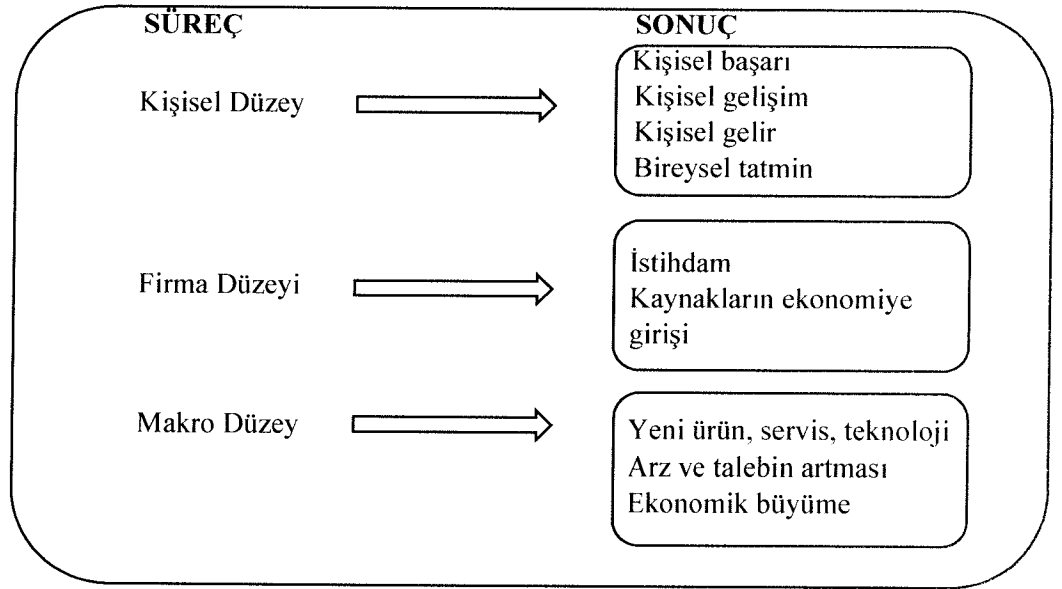 SÜREÇ
SONUÇ
Kişisel Düzey
Kişisel başarı
Kişisel gelişim
Kişisel gelir
Bireysel tatmin
Firma Düzeyi
İstihdam
Kaynakların ekonomiye
girişi
Makro Düzey
Yeni ürün, servis, teknoloji
Arz ve talebin artması
Ekonomik büyüme